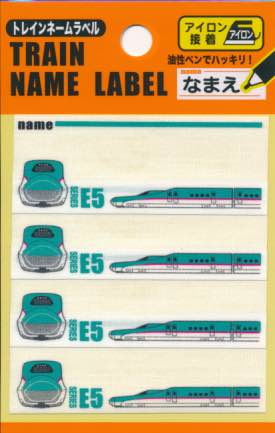 トレインネームラベル
TRAIN
NAME LABEL
アイロン
接着
アイロン
油性ペンでハッキリ！
name
なまえ
name
SERIES E5
SERIES E5
SERIES E5
SERIES E5